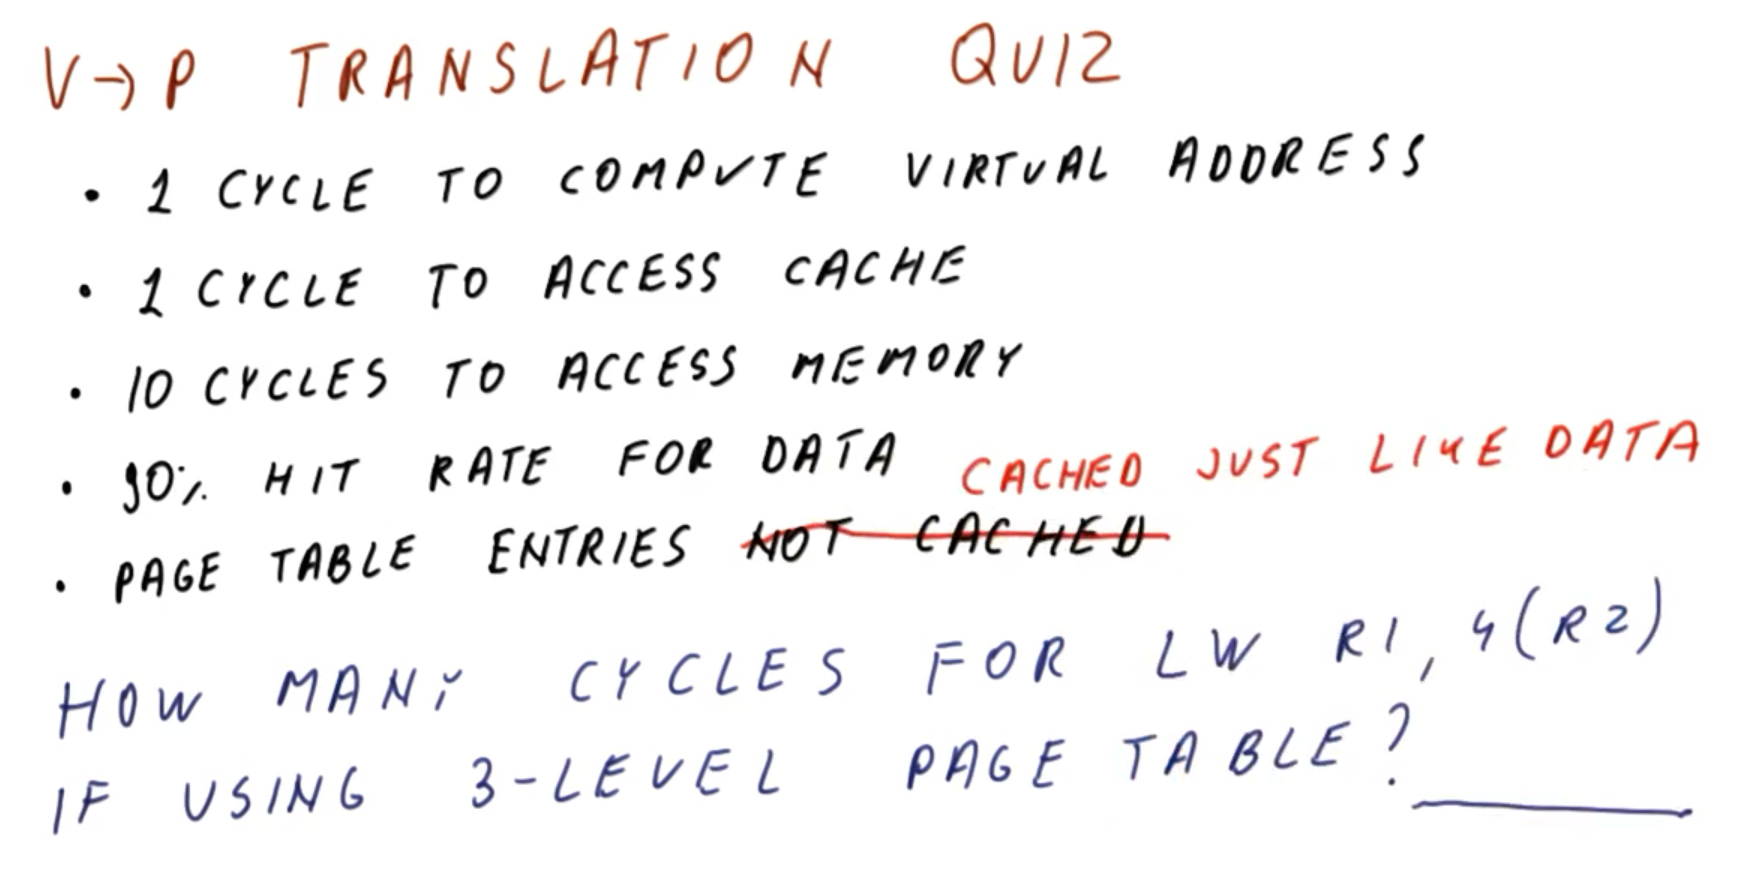 V→P TRANSLATION QUIZ
• 1 CYCLE TO COMPUTE VIRTUAL ADDRESS
• 1 CYCLE TO ACCESS CACHE
• 10 CYCLES TO ACCESS MEMORY
• 90% HIT RATE FOR DATA
CACHED JUST LIKE DATA
• PAGE TABLE ENTRIES NOT CACHED
HOW MANY CYCLES FOR LW R1, 4(R2)
IF USING 3-LEVEL PAGE TABLE?